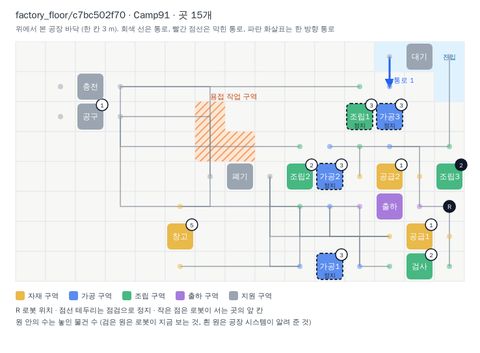 factory_floor/c7bc502f70 · Camp91 · 곳 15개
위에서 본 공장 바닥 (한 칸 3 m). 회색 선은 통로, 빨간 점선은 막힌 통로, 파란 화살표는 한 방향 통로
대기
진입
통로 1
충전
용접 작업 구역
공구
1
조립1
정지
3
가공3
정지
3
폐기
조립2
2
가공2
정지
3
공급2
1
조립3
2
출하
R
창고
5
공급1
1
가공1
정지
3
검사
2
자재 구역
가공 구역
조립 구역
출하 구역
지원 구역
R 로봇 위치 · 점선 테두리는 점검으로 정지 · 작은 점은 로봇이 서는 곳의 앞 칸
원 안의 수는 놓인 물건 수 (검은 원은 로봇이 지금 보는 것, 흰 원은 공장 시스템이 알려 준 것)